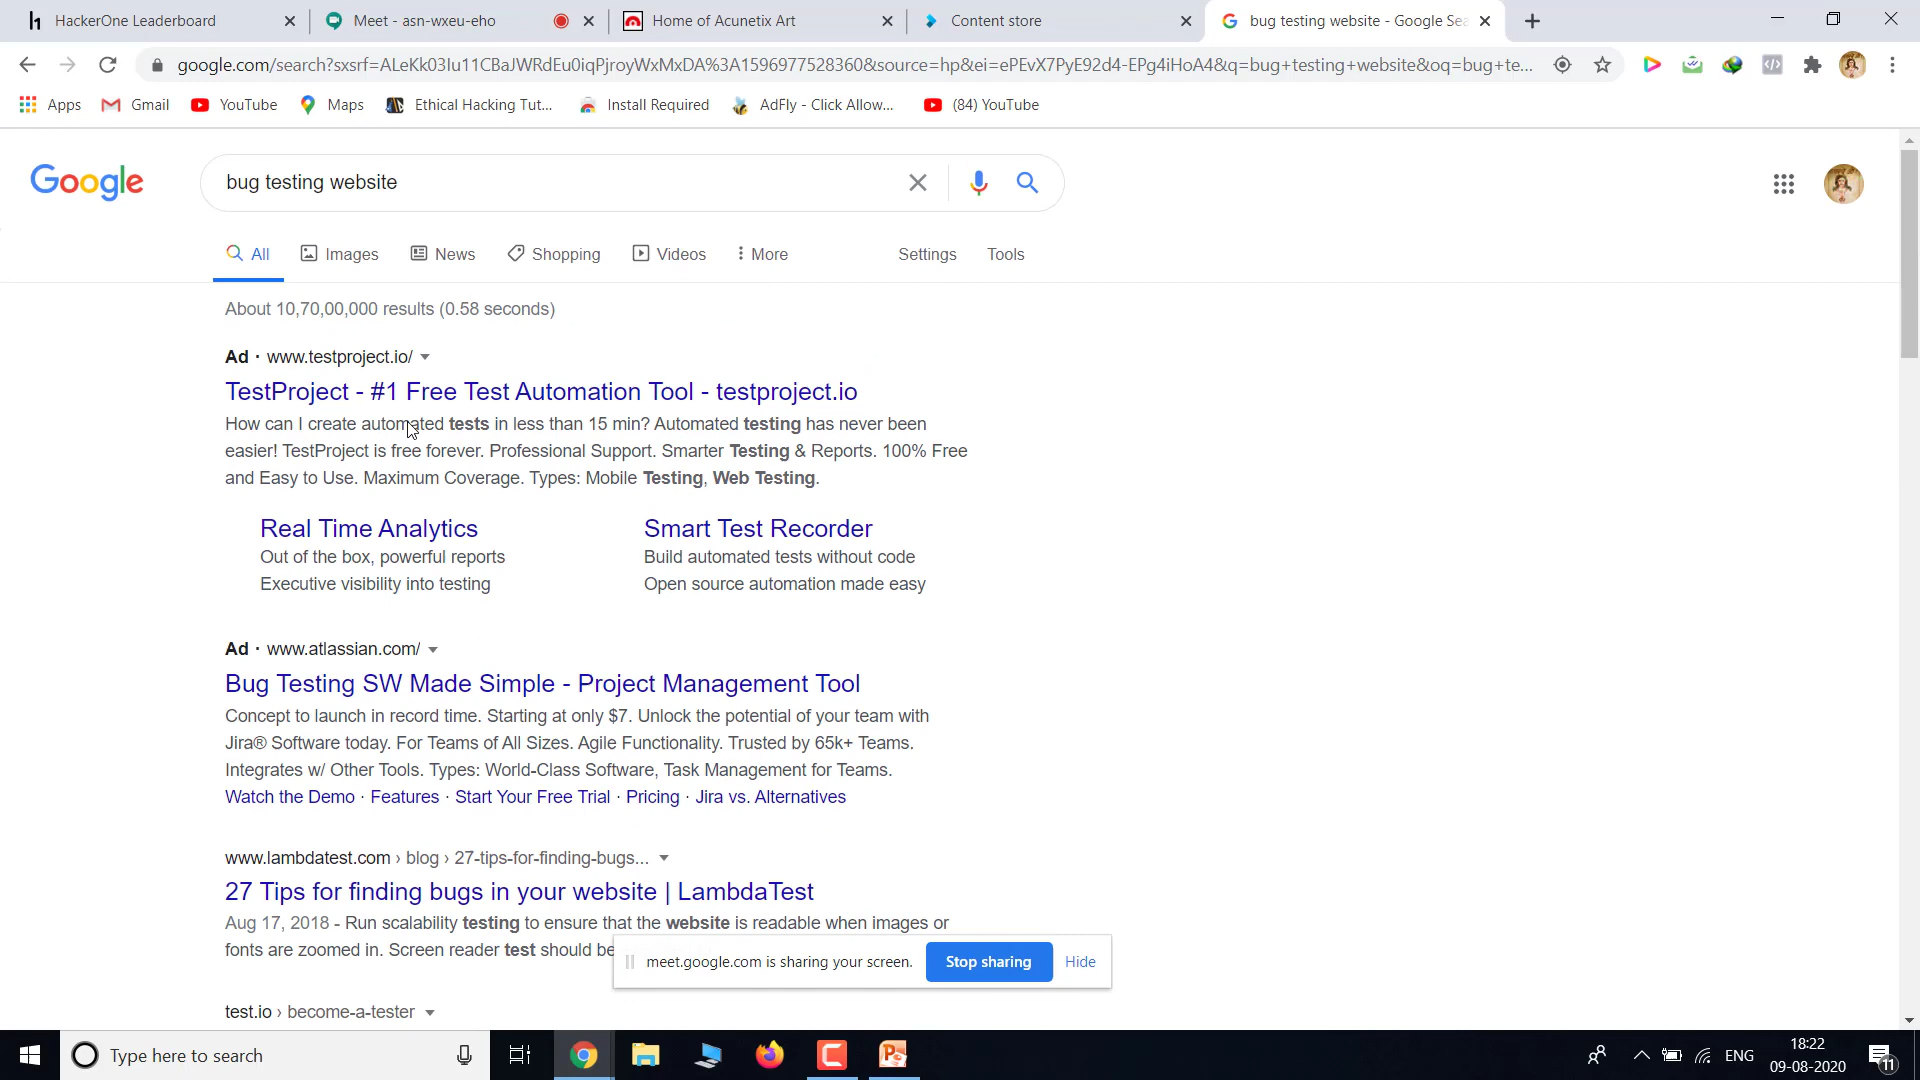 HackerOne Leaderboard
Meet - asn-wxeu-eho
Home of Acunetix Art
Content store
bug testing website - Google Sea
google.com/search?sxsrf=ALeKk03Iu11CBaJWRdEu0iqPjroyWxMxDA%3A1596977528360&source=hp&ei=ePEvX7PyE92d4-EPg4iHoA4&q=bug+testing+website&oq=bug+te...
Apps
Gmail
YouTube
Maps
Ethical Hacking Tut...
Install Required
AdFly - Click Allow...
(84) YouTube
Google
bug testing website
All
Images
News
Shopping
Videos
More
Settings
Tools
About 10,70,00,000 results (0.58 seconds)
Ad · www.testproject.io/
TestProject - #1 Free Test Automation Tool - testproject.io
How can I create automated tests in less than 15 min? Automated testing has never been
easier! TestProject is free forever. Professional Support. Smarter Testing & Reports. 100% Free
and Easy to Use. Maximum Coverage. Types: Mobile Testing, Web Testing.
Real Time Analytics
Out of the box, powerful reports
Executive visibility into testing
Smart Test Recorder
Build automated tests without code
Open source automation made easy
Ad · www.atlassian.com/
Bug Testing SW Made Simple - Project Management Tool
Concept to launch in record time. Starting at only $7. Unlock the potential of your team with
Jira® Software today. For Teams of All Sizes. Agile Functionality. Trusted by 65k+ Teams.
Integrates w/ Other Tools. Types: World-Class Software, Task Management for Teams.
Watch the Demo · Features · Start Your Free Trial · Pricing · Jira vs. Alternatives
www.lambdatest.com › blog › 27-tips-for-finding-bugs...
27 Tips for finding bugs in your website | LambdaTest
Aug 17, 2018 - Run scalability testing to ensure that the website is readable when images or
fonts are zoomed in. Screen reader test should be
meet.google.com is sharing your screen.
Stop sharing
Hide
test.io › become-a-tester
Type here to search
ENG
18:22
09-08-2020
11